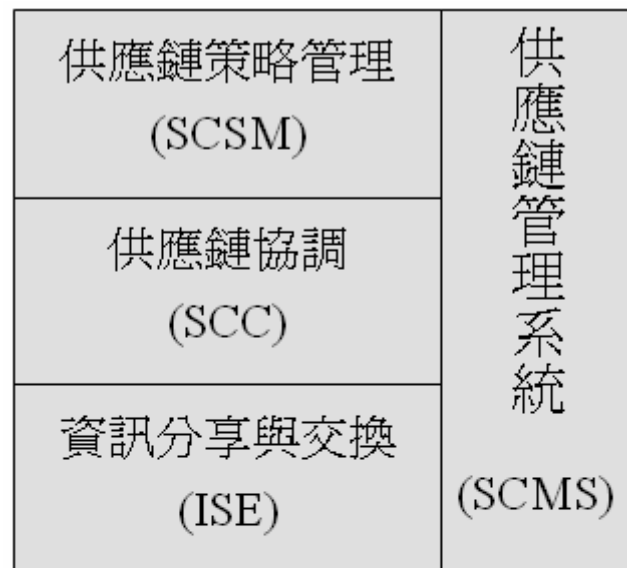 供應鏈策略管理
(SCSM)
供應鏈協調
(SCC)
資訊分享與交換
(ISE)
供應鏈管理系統
(SCMS)